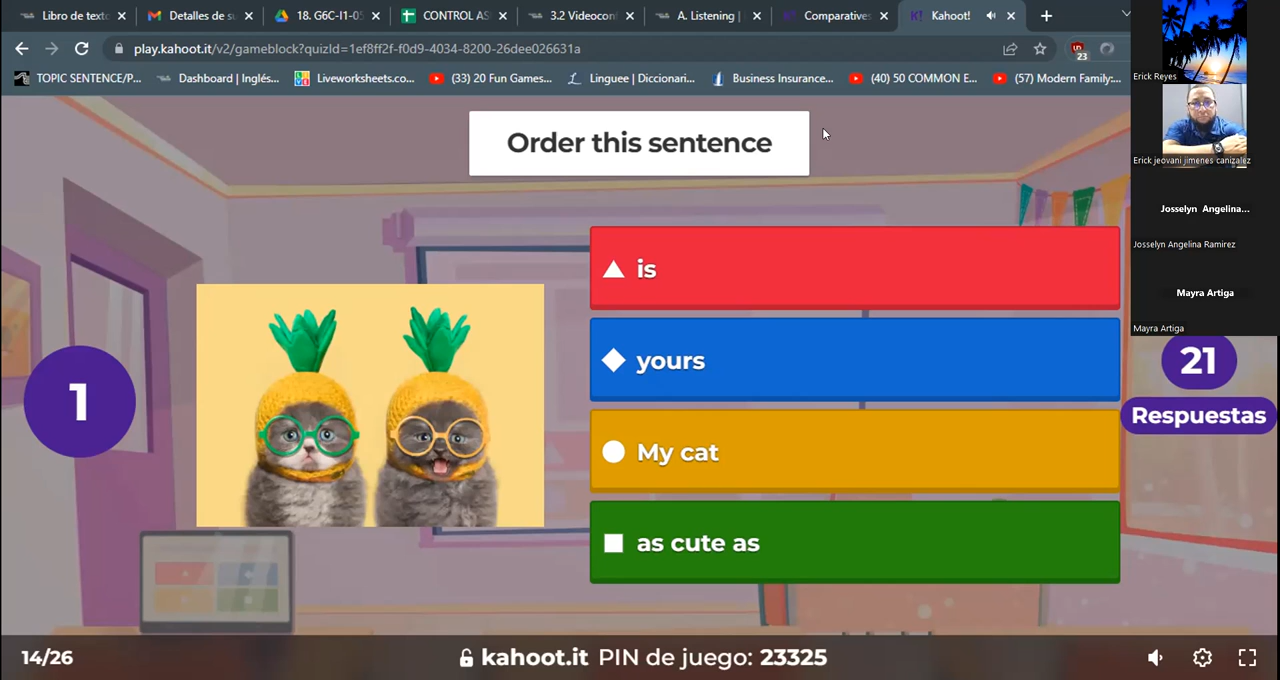 Libro de texto
Detalles de su
18. G6C-I1-05
CONTROL AS
3.2 Videocon
A. Listening |
Comparatives
Kahoot!
play.kahoot.it/v2/gameblock?quizId=1ef8ff2f-f0d9-4034-8200-26dee026631a
23
TOPIC SENTENCE/P...
Dashboard | Inglés...
Liveworksheets.co...
(33) 20 Fun Games...
Linguee | Diccionari...
Business Insurance...
(40) 50 COMMON E...
(57) Modern Family:...
Erick Reyes
Erick jeovani jimenes canizalez
Josselyn Angelina...
Josselyn Angelina Ramirez
Mayra Artiga
Mayra Artiga
Order this sentence
1
is
yours
My cat
as cute as
21
Respuestas
14/26
kahoot.it PIN de juego: 23325